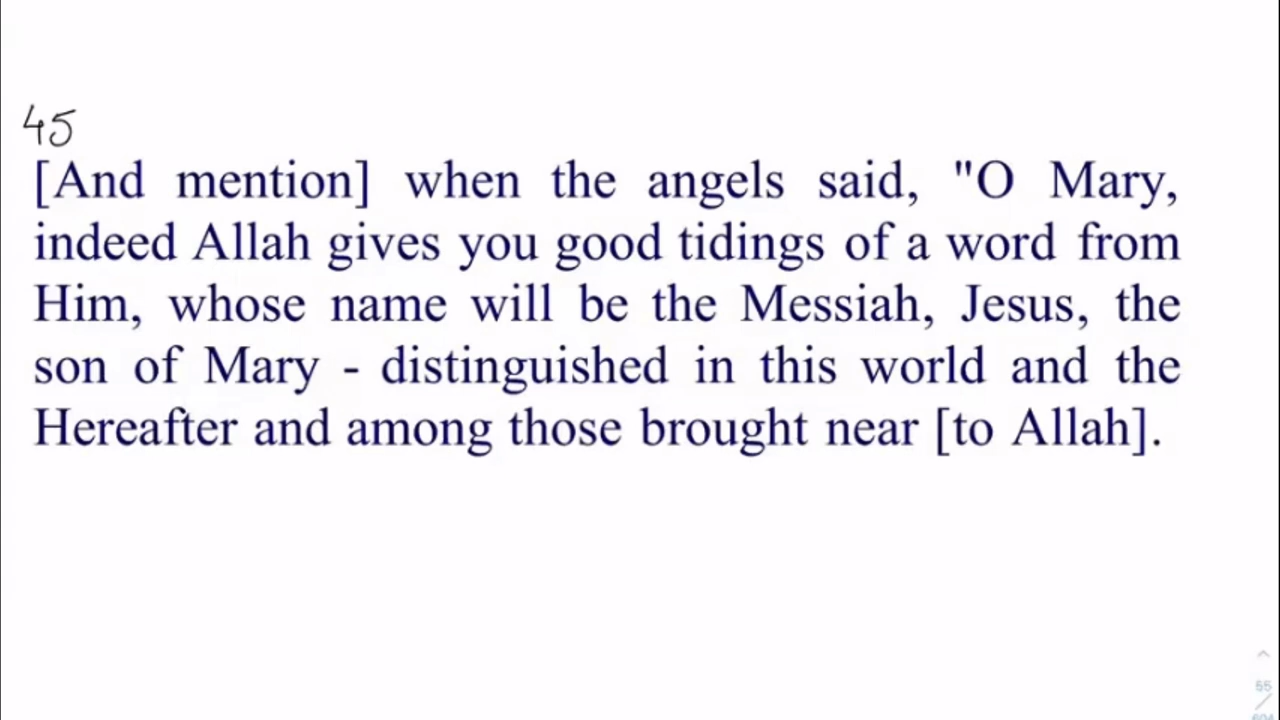 45
[And mention] when the angels said, "O Mary,
indeed Allah gives you good tidings of a word from
Him, whose name will be the Messiah, Jesus, the
son of Mary - distinguished in this world and the
Hereafter and among those brought near [to Allah].
55
/
604